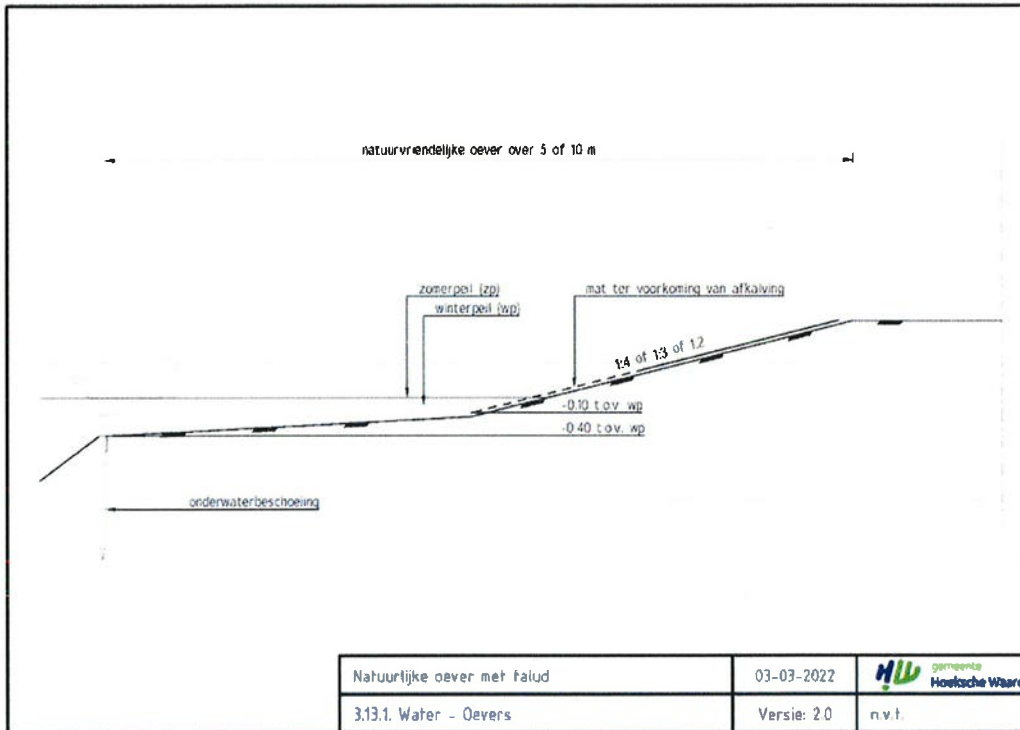 natuurvriendelijke oever over 5 of 10 m
zomerpeil (zp)
winterpeil (wp)
mat ter voorkoming van afkalving
1:4 of 1:3 of 1:2
-0.10 t.o.v. wp
-0.40 t.o.v. wp
onderwaterbeschoeiing
Natuurlijke oever met talud
03-03-2022
gemeente
Hoeksche Waard
3.13.1. Water - Oevers
Versie: 2.0
n.v.t.